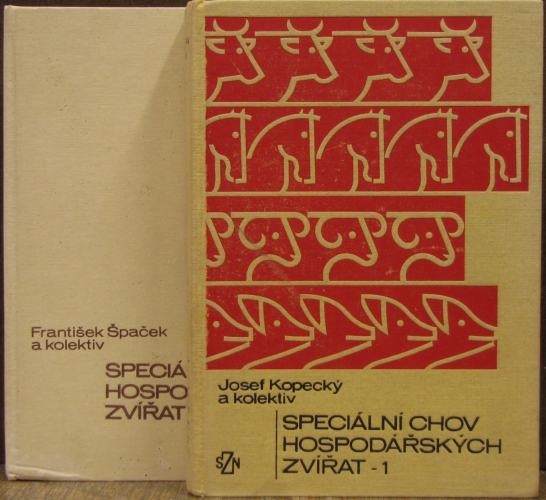 František Špaček
a kolektiv
SPECIÁ
HOSPO
ZVÍŘAT
Josef Kopecký
a kolektiv
SPECIÁLNÍ CHOV
HOSPODÁŘSKÝCH
ZVÍŘAT - 1
SZN